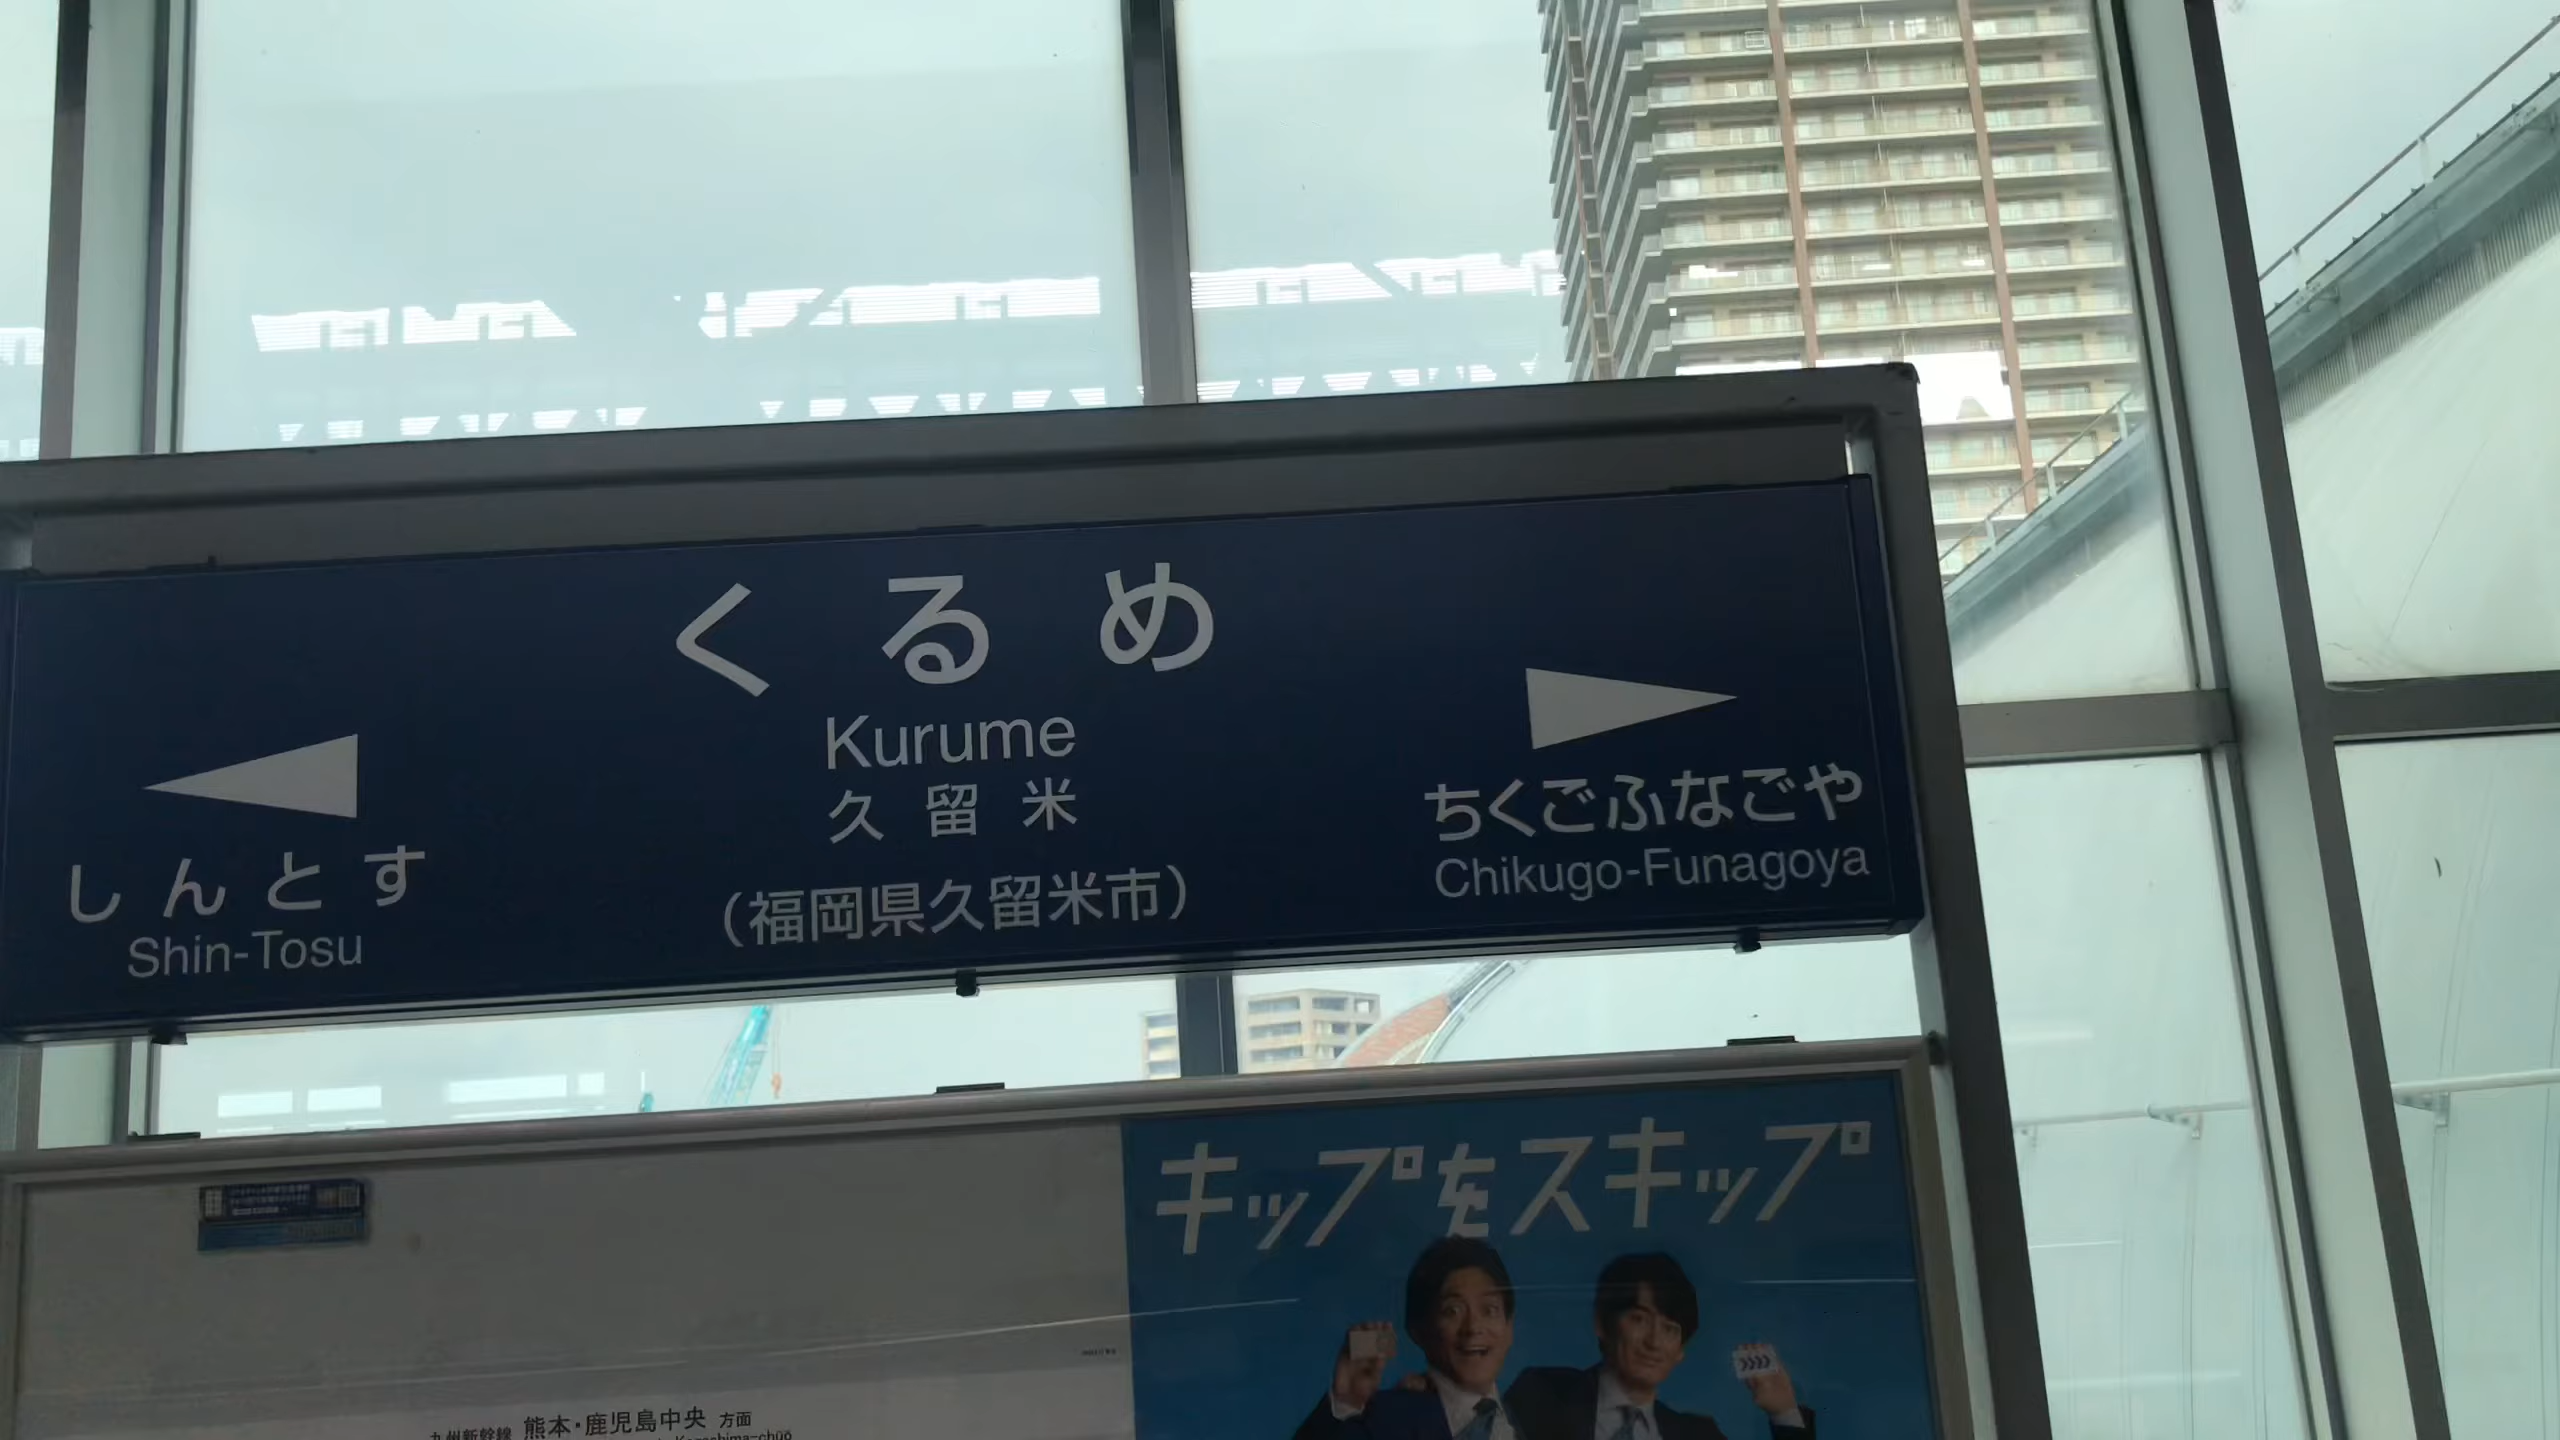 くるめ
Kurume
久留米
(福岡県久留米市)
しんとす
Shin-Tosu
ちくごふなごや
Chikugo-Funagoya
キップをスキップ
九州新幹線 熊本・鹿児島中央 方面
Kagoshima-chūō